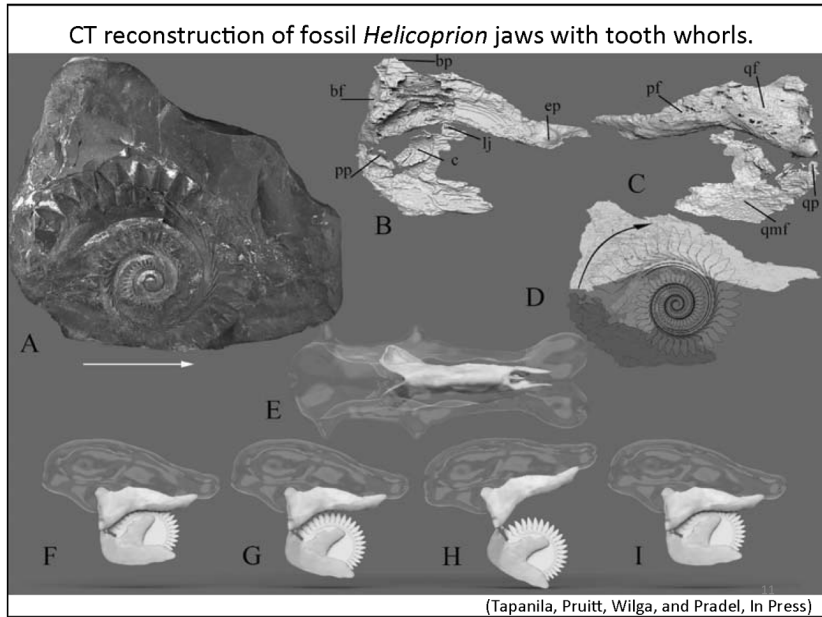 CT reconstruction of fossil Helicoprion jaws with tooth whorls.
bp
bf
ep
lj
c
pp
B
qf
pf
C
qp
qmf
D
A
E
F
G
H
I
11
(Tapanila, Pruitt, Wilga, and Pradel, In Press)